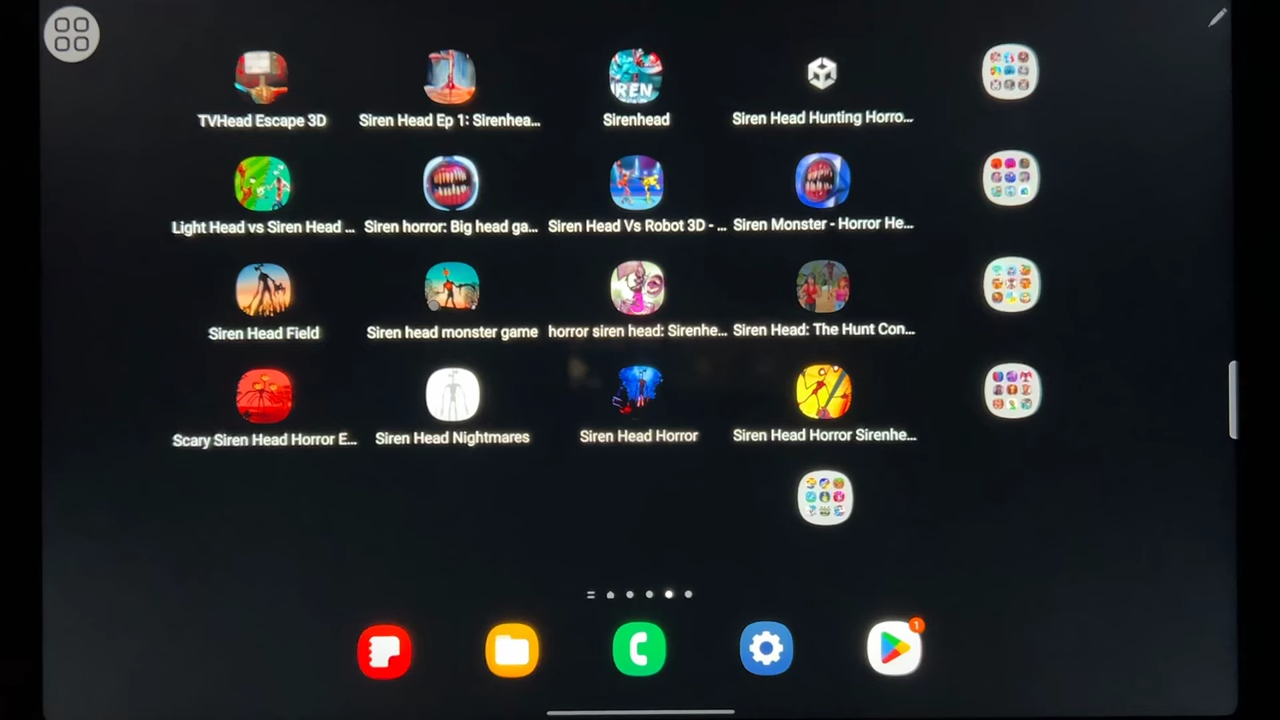 TVHead Escape 3D
Siren Head Ep 1: Sirenhea...
REN
Sirenhead
Siren Head Hunting Horro...
Light Head vs Siren Head ...
Siren horror: Big head ga...
Siren Head Vs Robot 3D - ...
Siren Monster - Horror He...
Siren Head Field
Siren head monster game
horror siren head: Sirenhe...
Siren Head: The Hunt Con...
Scary Siren Head Horror E...
Siren Head Nightmares
Siren Head Horror
Siren Head Horror Sirenhe...
1